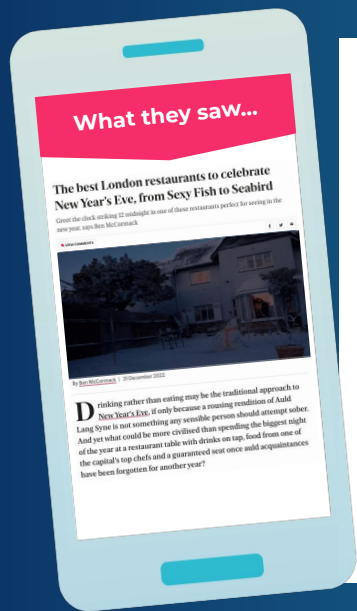 What they saw...
The best London restaurants to celebrate
New Year's Eve, from Sexy Fish to Seabird
Greet the clock striking 12 midnight in one of these restaurants perfect for seeing in the
new year, says Ben McCormack
By Ben McCormack | 31 December 2022
Drinking rather than eating may be the traditional approach to
New Year's Eve, if only because a rousing rendition of Auld
Lang Syne is not something any sensible person should attempt sober.
And yet what could be more civilised than spending the biggest night
of the year at a restaurant table with drinks on tap, food from one of
the capital's top chefs and a guaranteed seat once auld acquaintances
have been forgotten for another year?